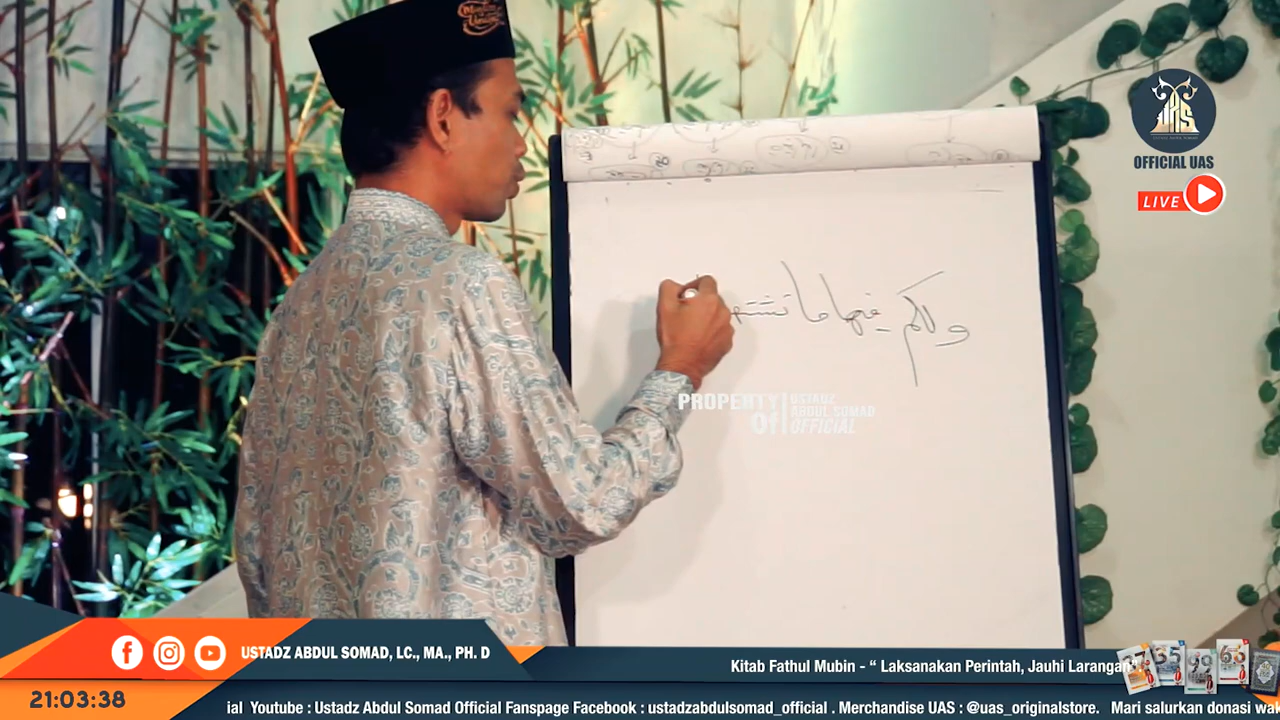 OFFICIAL UAS
LIVE
ولكم فيها ما تشته
PROPERTY Of
USTADZ ABDUL SOMAD OFFICIAL
USTADZ ABDUL SOMAD, LC., MA., PH. D
Kitab Fathul Mubin - “ Laksanakan Perintah, Jauhi Larangan
21:03:38
ial Youtube : Ustadz Abdul Somad Official Fanspage Facebook : ustadzabdulsomad_official . Merchandise UAS : @uas_originalstore. Mari salurkan donasi wak